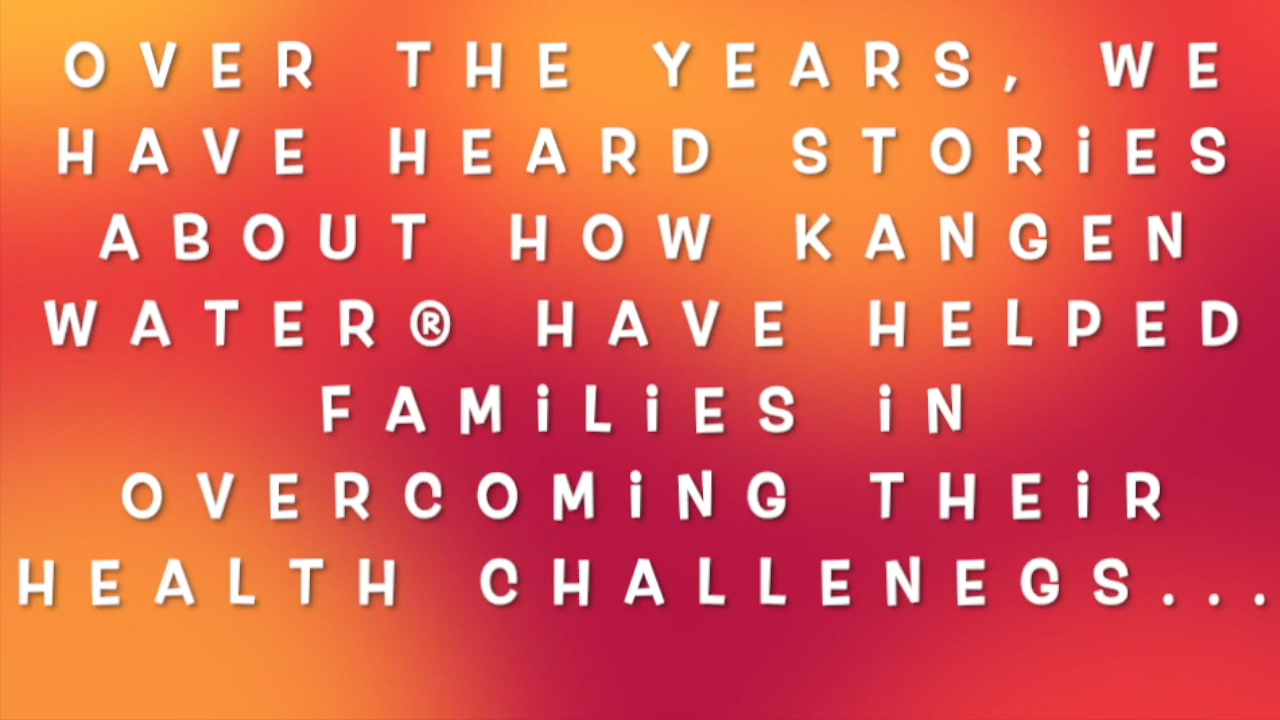 OVER THE YEARS, WE
HAVE HEARD STORiES
ABOUT HOW KANGEN
WATER® HAVE HELPED
FAMiLiES iN
OVERCOMiNG THEiR
HEALTH CHALLENEGS...